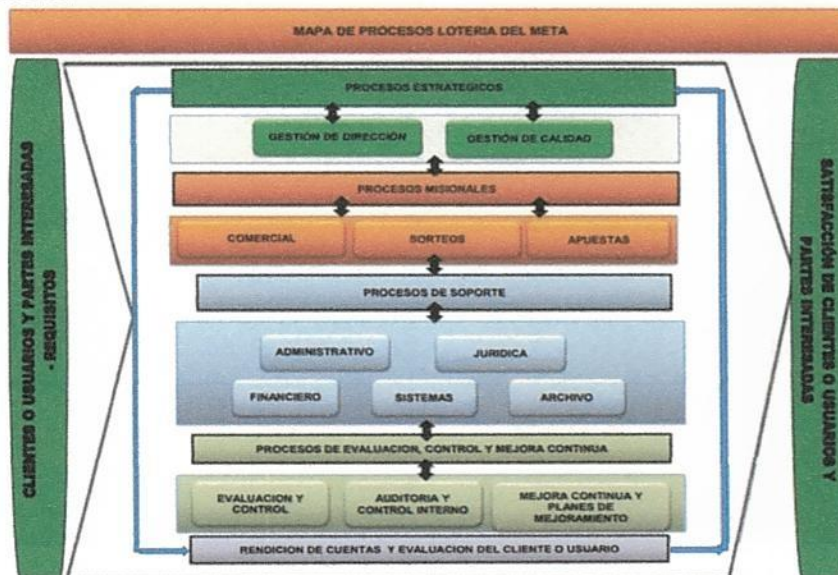 MAPA DE PROCESOS LOTERIA DEL META
CLIENTES O USUARIOS Y PARTES INTERESADAS
- REQUISITOS
PROCESOS ESTRATEGICOS
GESTIÓN DE DIRECCIÓN
GESTIÓN DE CALIDAD
PROCESOS MISIONALES
COMERCIAL
SORTEOS
APUESTAS
PROCESOS DE SOPORTE
ADMINISTRATIVO
JURIDICA
FINANCIERO
SISTEMAS
ARCHIVO
PROCESOS DE EVALUACION, CONTROL Y MEJORA CONTINUA
EVALUACION Y
CONTROL
AUDITORIA Y
CONTROL INTERNO
MEJORA CONTINUA Y
PLANES DE
MEJORAMIENTO
RENDICION DE CUENTAS Y EVALUACION DEL CLIENTE O USUARIO
SATISFACCIÓN DE CLIENTES O USUARIOS Y
PARTES INTERESADAS